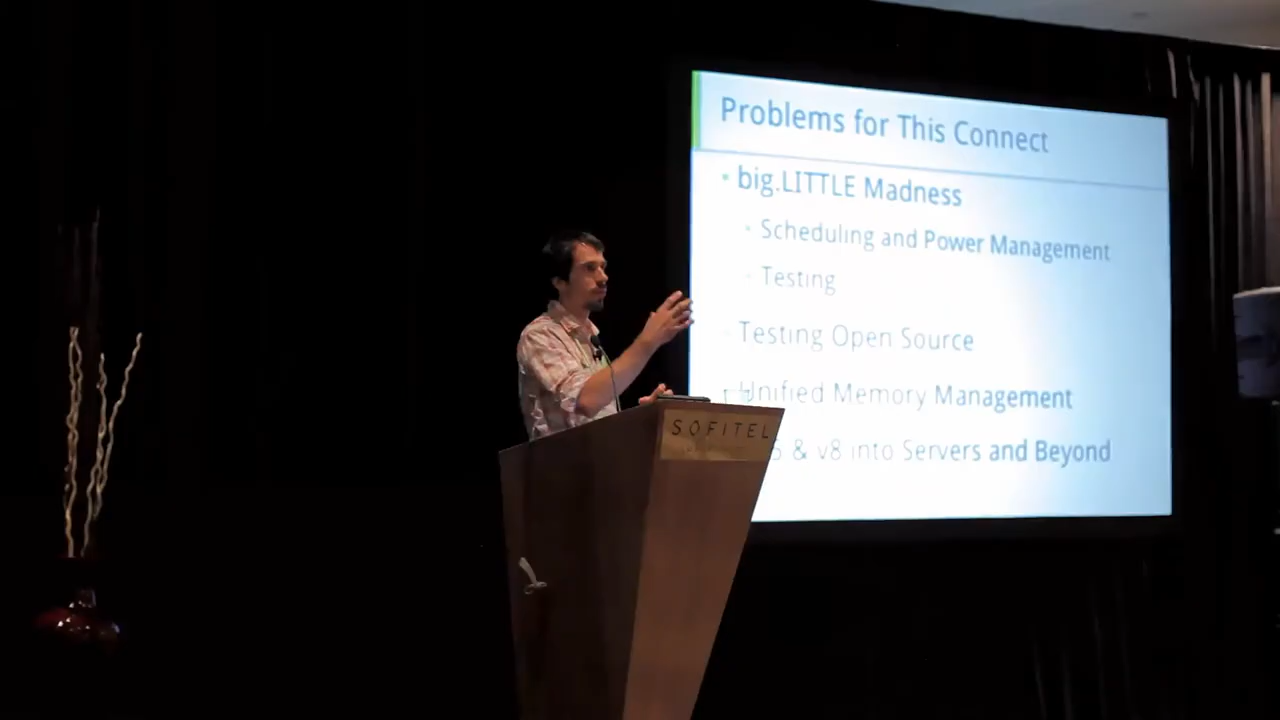 Problems for This Connect
big.LITTLE Madness
Scheduling and Power Management
Testing
Testing Open Source
Unified Memory Management
& v8 into Servers and Beyond
SOFITEL